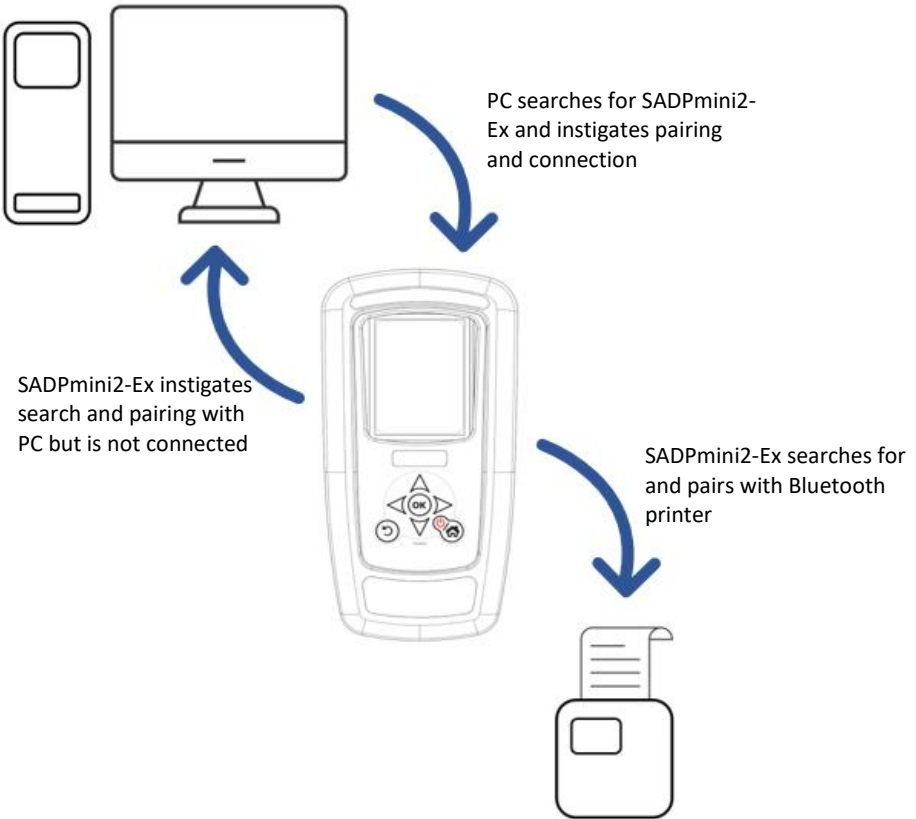 PC searches for SADPmini2-
Ex and instigates pairing
and connection
SADPmini2-Ex instigates
search and pairing with
PC but is not connected
OK
SADPmini2-Ex searches for
and pairs with Bluetooth
printer